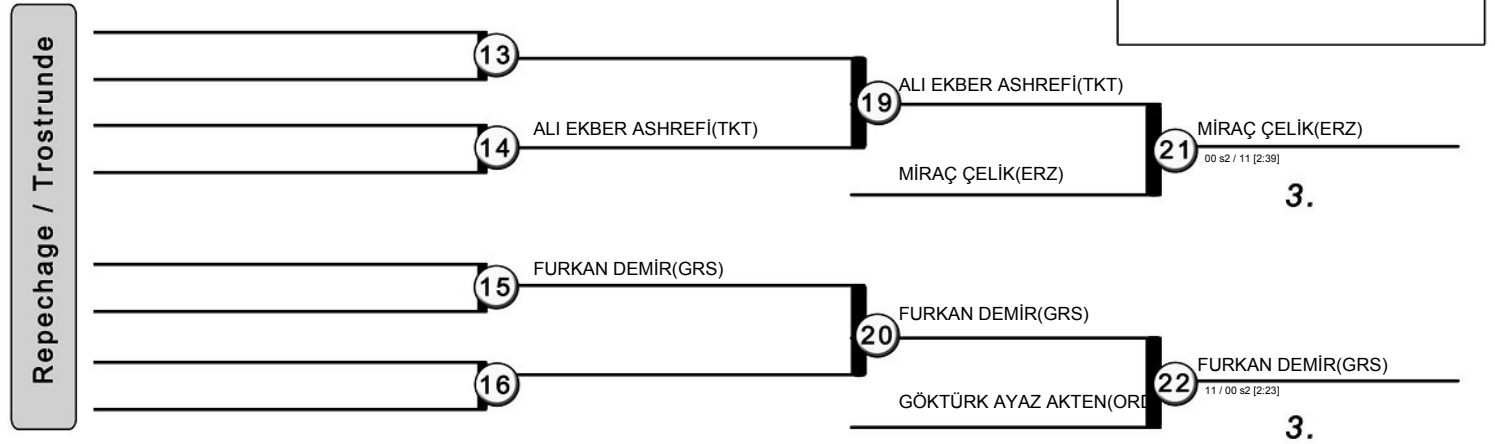 Repechage / Trostrunde
13
ALI EKBER ASHREFİ(TKT)
19
14
ALI EKBER ASHREFİ(TKT)
MİRAÇ ÇELİK(ERZ)
21
00 s2 / 11 [2:39]
MİRAÇ ÇELİK(ERZ)
3.
15
FURKAN DEMİR(GRS)
FURKAN DEMİR(GRS)
20
16
FURKAN DEMİR(GRS)
22
11 / 00 s2 [2:23]
GÖKTÜRK AYAZ AKTEN(ORD
3.